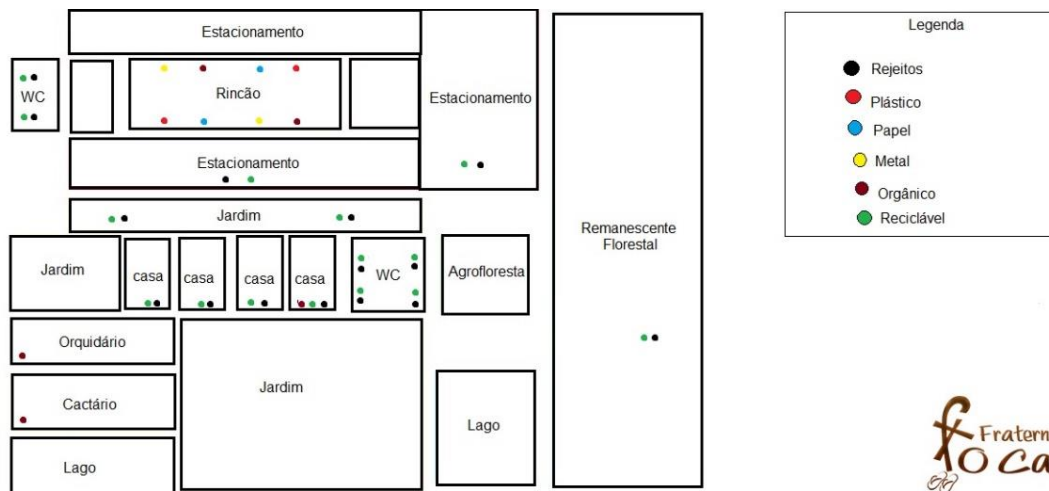 Estacionamento
WC
Rincão
Estacionamento
Estacionamento
Jardim
Jardim
casa
casa
casa
casa
WC
Agrofloresta
Remanescente
Florestal
Orquidário
Cactário
Lago
Jardim
Lago
Legenda
Rejeitos
Plástico
Papel
Metal
Orgânico
Reciclável
Fratern